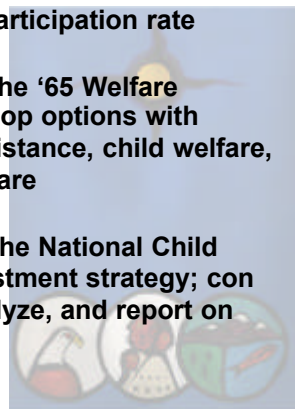 articipation rate
he ‘65 Welfare
op options with
istance, child welfare,
are
he National Child
stment strategy; con
lyze, and report on